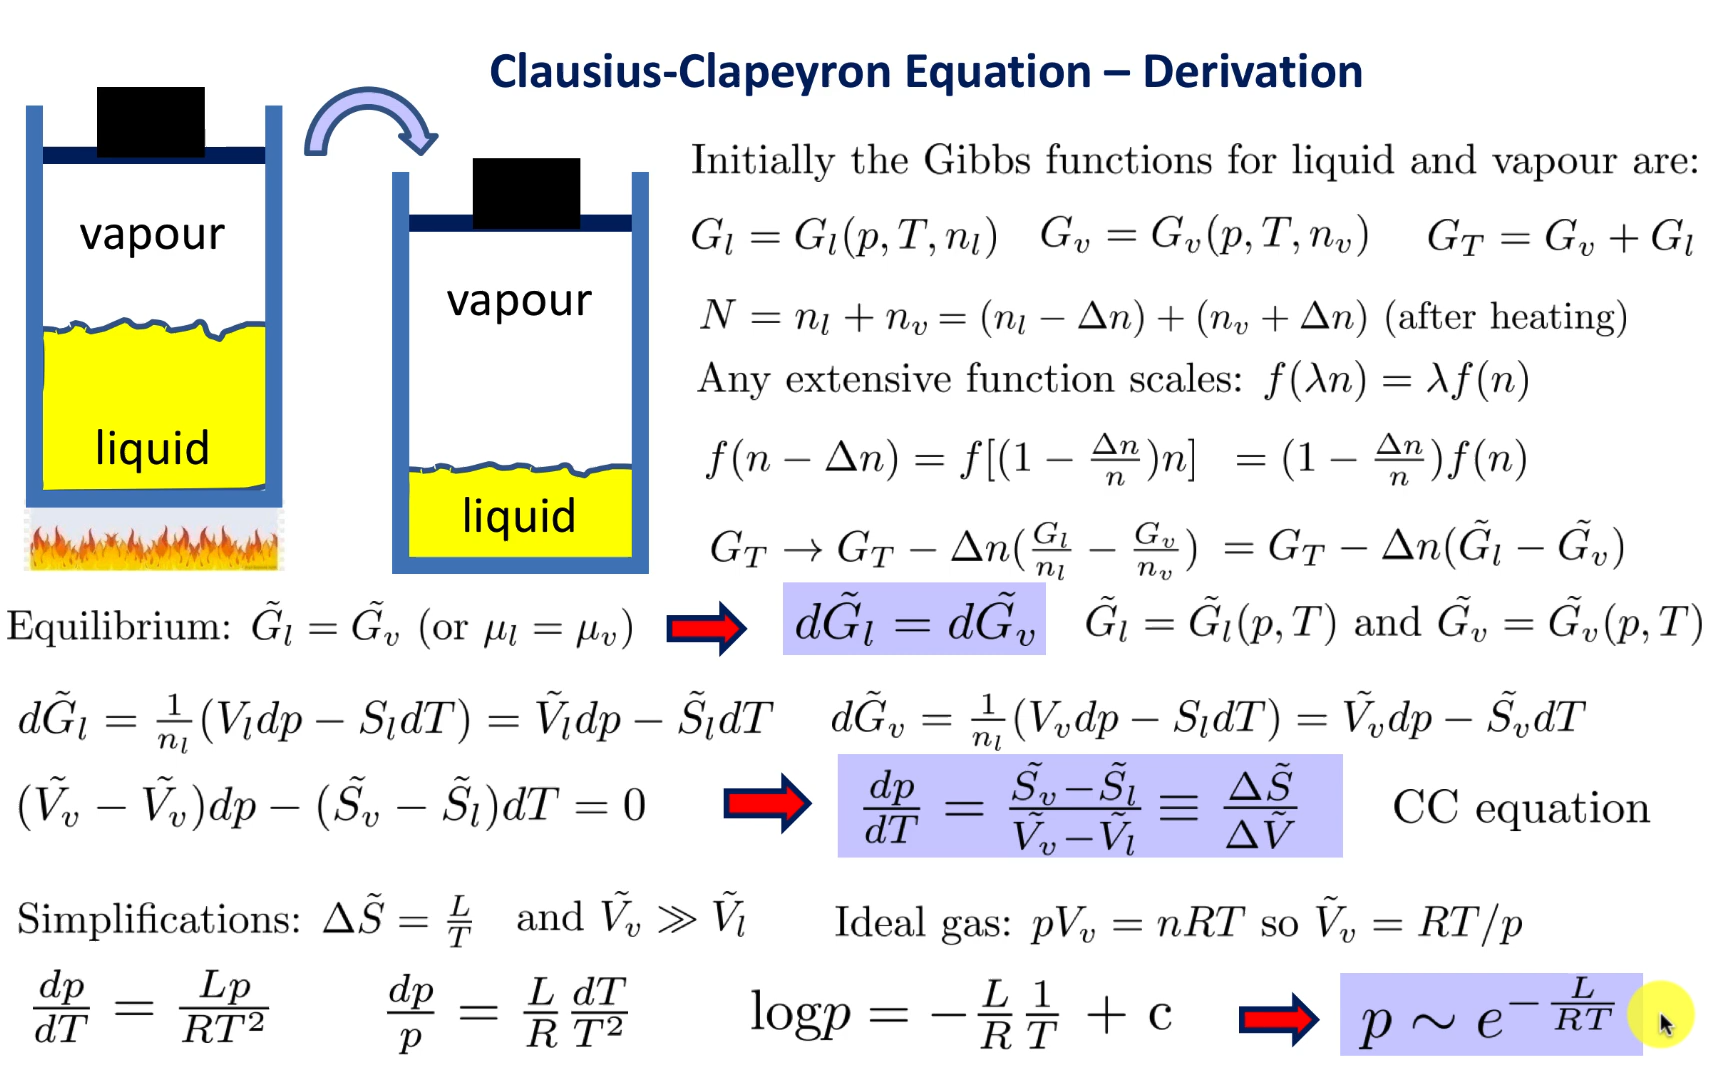 Clausius-Clapeyron Equation – Derivation
vapour
liquid
vapour
liquid
Initially the Gibbs functions for liquid and vapour are:
G_l = G_l(p, T, n_l) G_v = G_v(p, T, n_v) G_T = G_v + G_l
N = n_l + n_v = (n_l − Δn) + (n_v + Δn) (after heating)
Any extensive function scales: f(λn) = λf(n)
f(n − Δn) = f[(1 − Δn/n)n] = (1 − Δn/n)f(n)
G_T → G_T − Δn(G_l/n_l − G_v/n_v) = G_T − Δn(G̃_l − G̃_v)
Equilibrium: G̃_l = G̃_v (or μ_l = μ_v) dG̃_l = dG̃_v G̃_l = G̃_l(p, T) and G̃_v = G̃_v(p, T)
dG̃_l = 1/n_l (V_l dp − S_l dT) = Ṽ_l dp − S̃_l dT dG̃_v = 1/n_l (V_v dp − S_l dT) = Ṽ_v dp − S̃_v dT
(Ṽ_v − Ṽ_v)dp − (S̃_v − S̃_l)dT = 0 dp/dT = (S̃_v − S̃_l)/(Ṽ_v − Ṽ_l) ≡ ΔS̃/ΔṼ CC equation
Simplifications: ΔS̃ = L/T and Ṽ_v ≫ Ṽ_l Ideal gas: pV_v = nRT so Ṽ_v = RT/p
dp/dT = Lp/RT² dp/p = L/R dT/T² logp = −L/R 1/T + c p ∼ e^(−L/RT)